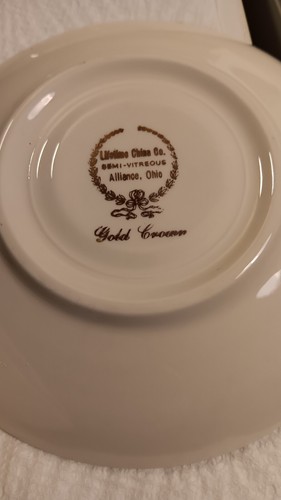 Lifetime China Co.
SEMI-VITREOUS
Alliance, Ohio
Gold Crown